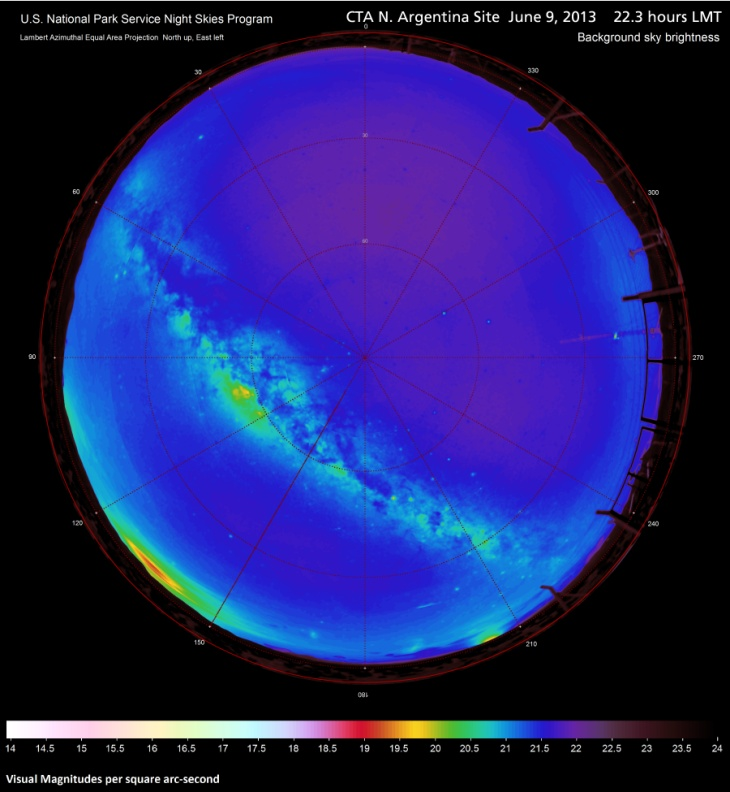 U.S. National Park Service Night Skies Program
CTA N. Argentina Site June 9, 2013 22.3 hours LMT
Lambert Azimuthal Equal Area Projection North up, East left
Background sky brightness
0
30
330
30
60
60
300
90
270
120
240
150
210
180
14 14.5 15 15.5 16 16.5 17 17.5 18 18.5 19 19.5 20 20.5 21 21.5 22 22.5 23 23.5 24
Visual Magnitudes per square arc-second